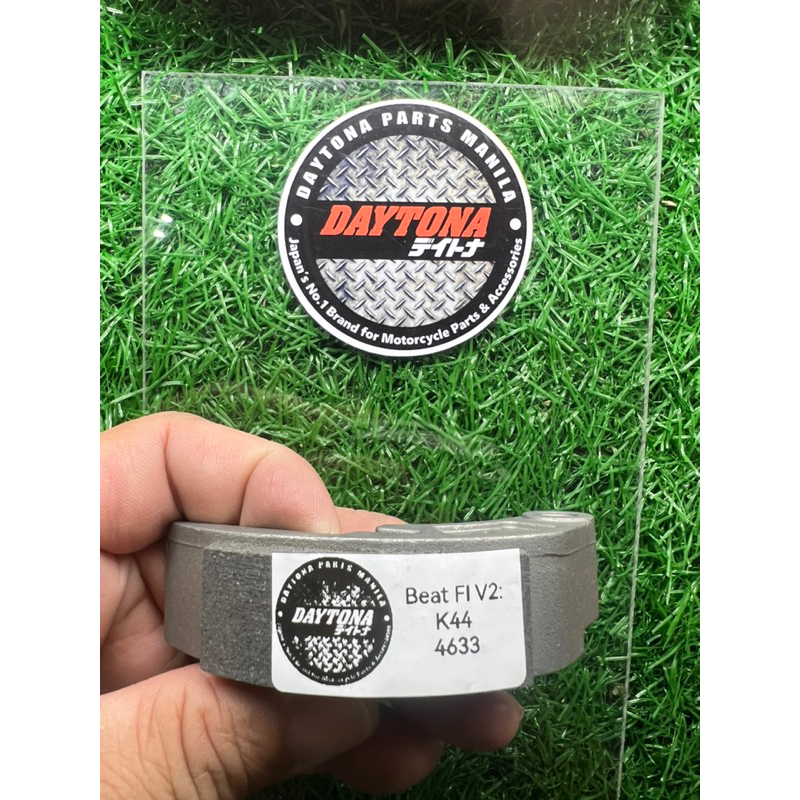 DAYTONA PARTS MANILA
DAYTONA
デイトナ
Japan's No.1 Brand for Motorcycle Parts & Accessories
DAYTONA PARTS MANILA
DAYTONA
デイトナ
Beat FI V2:
K44
4633